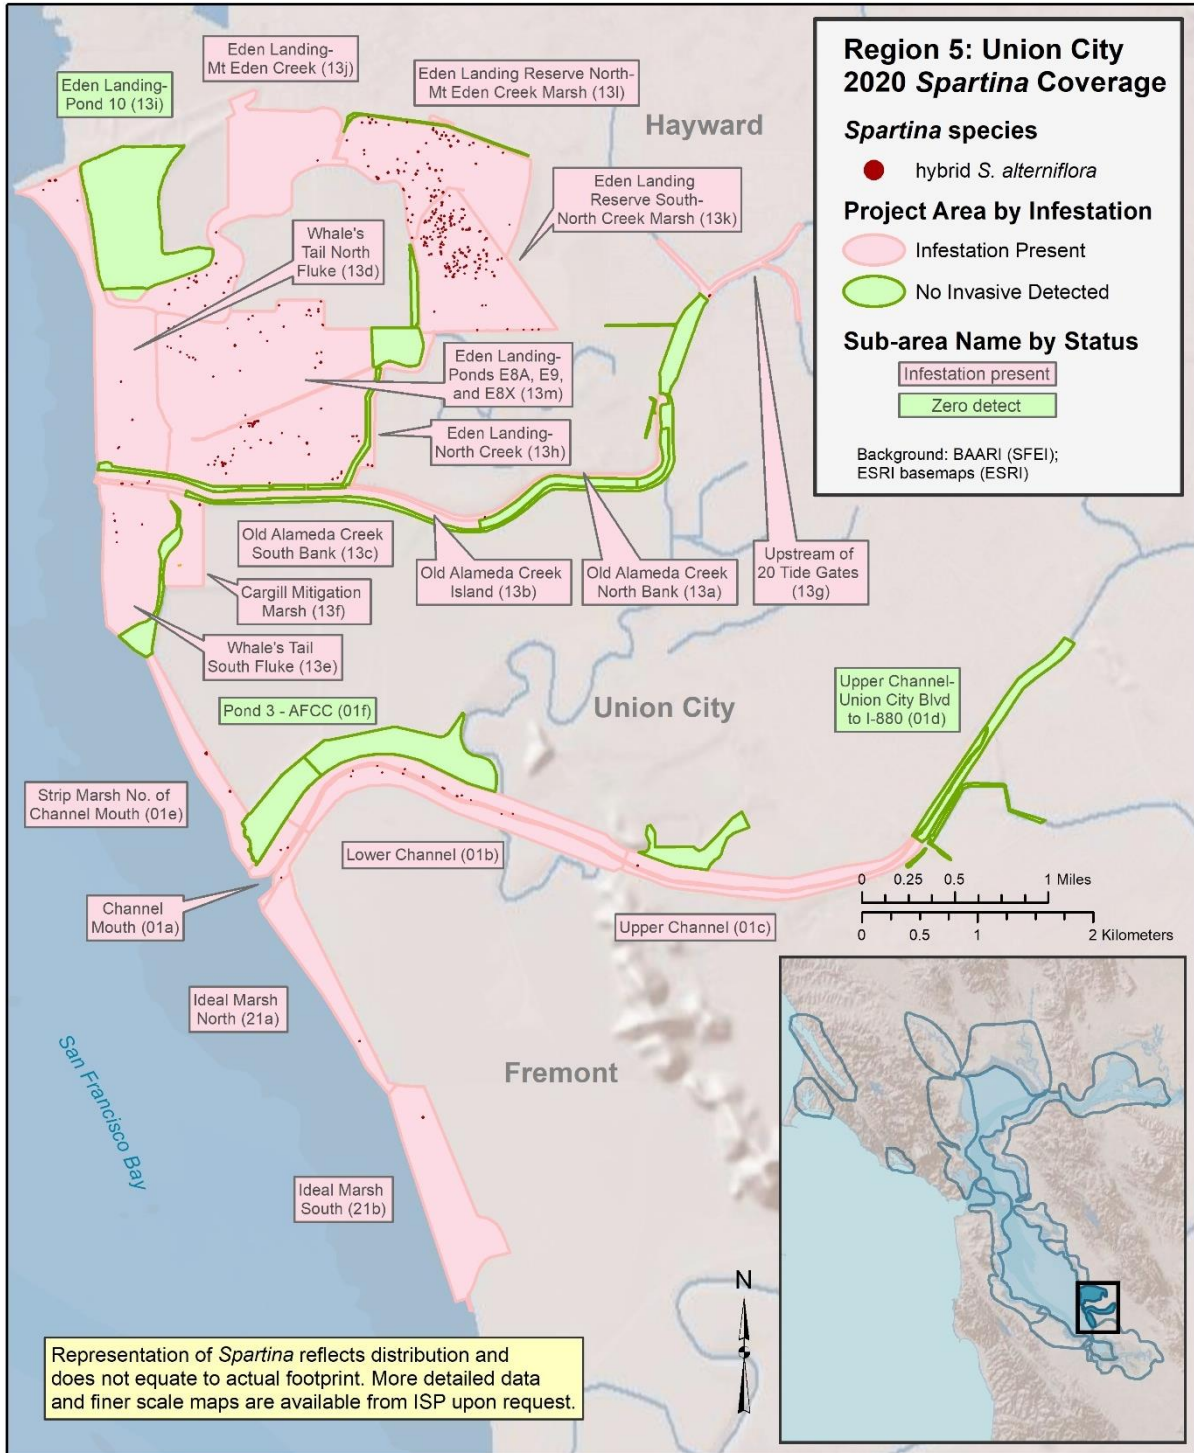 Region 5: Union City
2020 Spartina Coverage
Spartina species
hybrid S. alterniflora
Project Area by Infestation
Infestation Present
No Invasive Detected
Sub-area Name by Status
Infestation present
Zero detect
Background: BAARI (SFEI);
ESRI basemaps (ESRI)
Eden Landing-
Mt Eden Creek (13j)
Eden Landing-
Pond 10 (13i)
Eden Landing Reserve North-
Mt Eden Creek Marsh (13l)
Hayward
Eden Landing
Reserve South-
North Creek Marsh (13k)
Whale's
Tail North
Fluke (13d)
Eden Landing-
Ponds E8A, E9,
and E8X (13m)
Eden Landing-
North Creek (13h)
Old Alameda Creek
South Bank (13c)
Old Alameda Creek
Island (13b)
Old Alameda Creek
North Bank (13a)
Upstream of
20 Tide Gates
(13g)
Cargill Mitigation
Marsh (13f)
Whale's Tail
South Fluke (13e)
Pond 3 - AFCC (01f)
Union City
Upper Channel-
Union City Blvd
to I-880 (01d)
Strip Marsh No. of
Channel Mouth (01e)
Lower Channel (01b)
Channel
Mouth (01a)
Upper Channel (01c)
0 0.25 0.5 1 Miles
0 0.5 1 2 Kilometers
Ideal Marsh
North (21a)
San Francisco Bay
Fremont
Ideal Marsh
South (21b)
N
Representation of Spartina reflects distribution and
does not equate to actual footprint. More detailed data
and finer scale maps are available from ISP upon request.